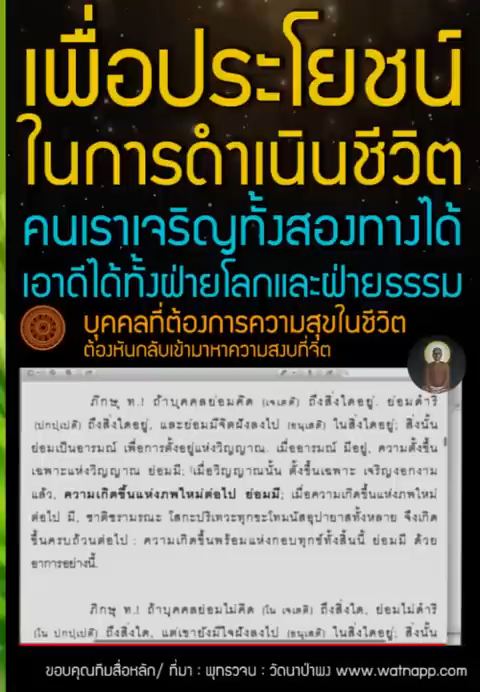 เพื่อประโยชน์
ในการดำเนินชีวิต
คนเราเจริญทั้งสองทางได้
เอาดีได้ทั้งฝ่ายโลกและฝ่ายธรรม
บุคคลที่ต้องการความสุขในชีวิต
ต้องหันกลับเข้ามาหาความสงบที่จิต
ภิกษุ ท.! ถ้าบุคคลย่อมคิด (เจเตติ) ถึงสิ่งใดอยู่, ย่อมดำริ
(ปกปฺเปติ) ถึงสิ่งใดอยู่, และย่อมมีจิตฝังลงไป (อนุเสติ) ในสิ่งใดอยู่; สิ่งนั้น
ย่อมเป็นอารมณ์ เพื่อการตั้งอยู่แห่งวิญญาณ. เมื่ออารมณ์ มีอยู่, ความตั้งขึ้น
เฉพาะแห่งวิญญาณ ย่อมมี; เมื่อวิญญาณนั้น ตั้งขึ้นเฉพาะ เจริญงอกงาม
แล้ว, ความเกิดขึ้นแห่งภพใหม่ต่อไป ย่อมมี; เมื่อความเกิดขึ้นแห่งภพใหม่
ต่อไป มี, ชาติชรามรณะ โสกะปริเทวะทุกขะโทมนัสอุปายาสทั้งหลาย จึงเกิด
ขึ้นครบถ้วนต่อไป : ความเกิดขึ้นพร้อมแห่งกองทุกข์ทั้งสิ้นนี้ ย่อมมี ด้วย
อาการอย่างนี้.
ภิกษุ ท.! ถ้าบุคคลย่อมไม่คิด (โน เจเตติ) ถึงสิ่งใด, ย่อมไม่ดำริ
(โน ปกปฺเปติ) ถึงสิ่งใด, แต่เขายังมีใจฝังลงไป (อนุเสติ) ในสิ่งใดอยู่; สิ่งนั้น
ขอบคุณทีมสื่อหลัก/ ที่มา : พุทธวจน : วัดนาป่าพง www.watnapp.com